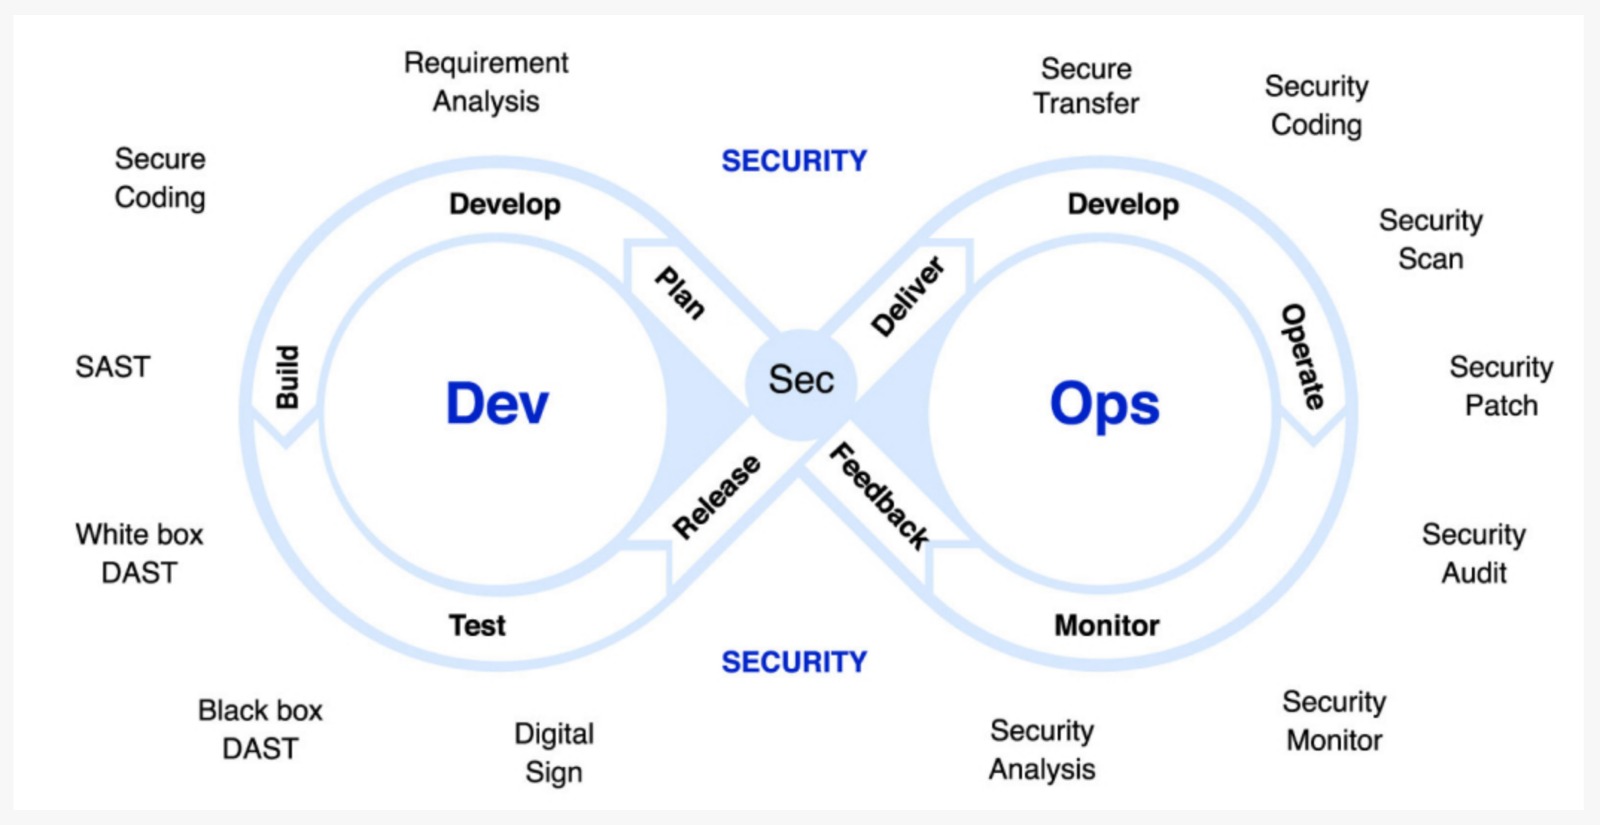 Requirement
Analysis
Secure
Transfer
Security
Coding
Secure
Coding
SECURITY
Develop
Develop
Security
Scan
Plan
Deliver
Build
Operate
SAST
Sec
Dev
Ops
Security
Patch
Release
Feedback
White box
DAST
Security
Audit
Test
Monitor
SECURITY
Black box
DAST
Digital
Sign
Security
Analysis
Security
Monitor